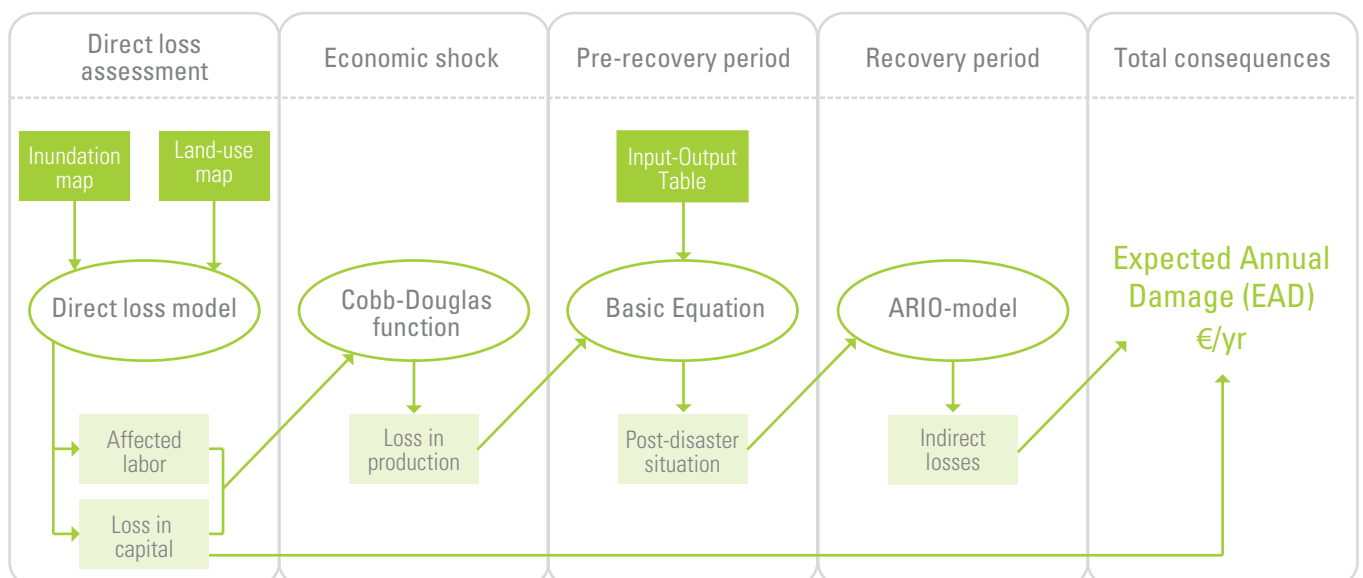 Direct loss
assessment
Economic shock
Pre-recovery period
Recovery period
Total consequences
Inundation
map
Land-use
map
Input-Output
Table
Direct loss model
Cobb-Douglas
function
Basic Equation
ARIO-model
Expected Annual
Damage (EAD)
€/yr
Affected
labor
Loss in
production
Post-disaster
situation
Indirect
losses
Loss in
capital